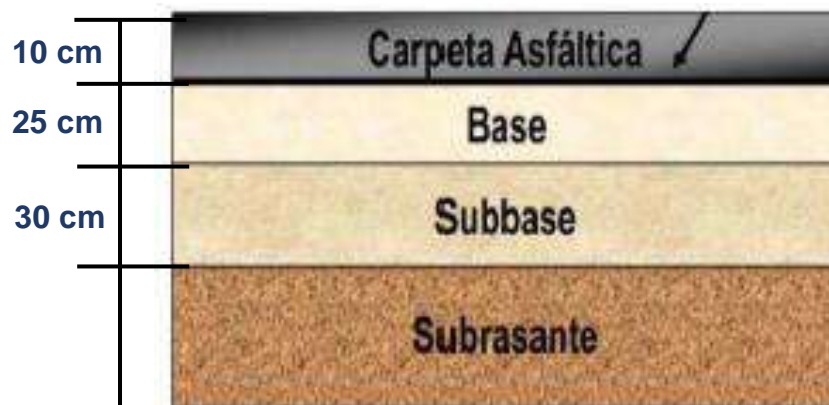 10 cm
Carpeta Asfáltica
25 cm
Base
30 cm
Subbase
Subrasante